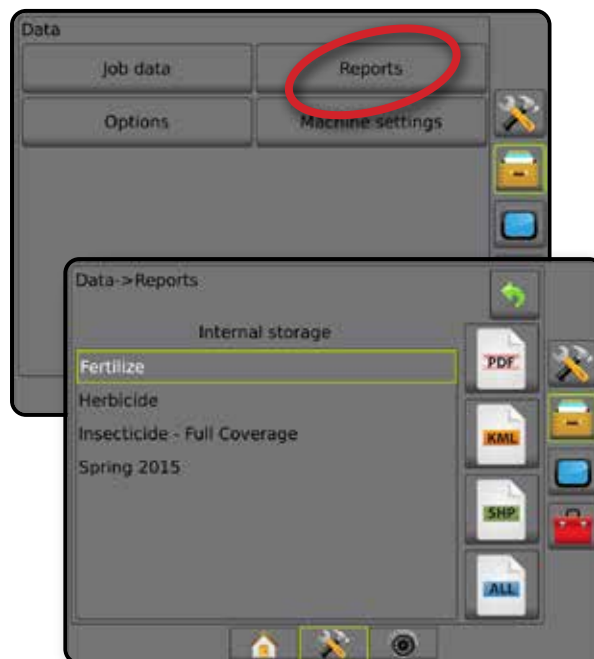 Data
Job data
Reports
Options
Machine settings
Data->Reports
Internal storage
Fertilize
Herbicide
Insecticide - Full Coverage
Spring 2015
PDF
KML
SHP
ALL